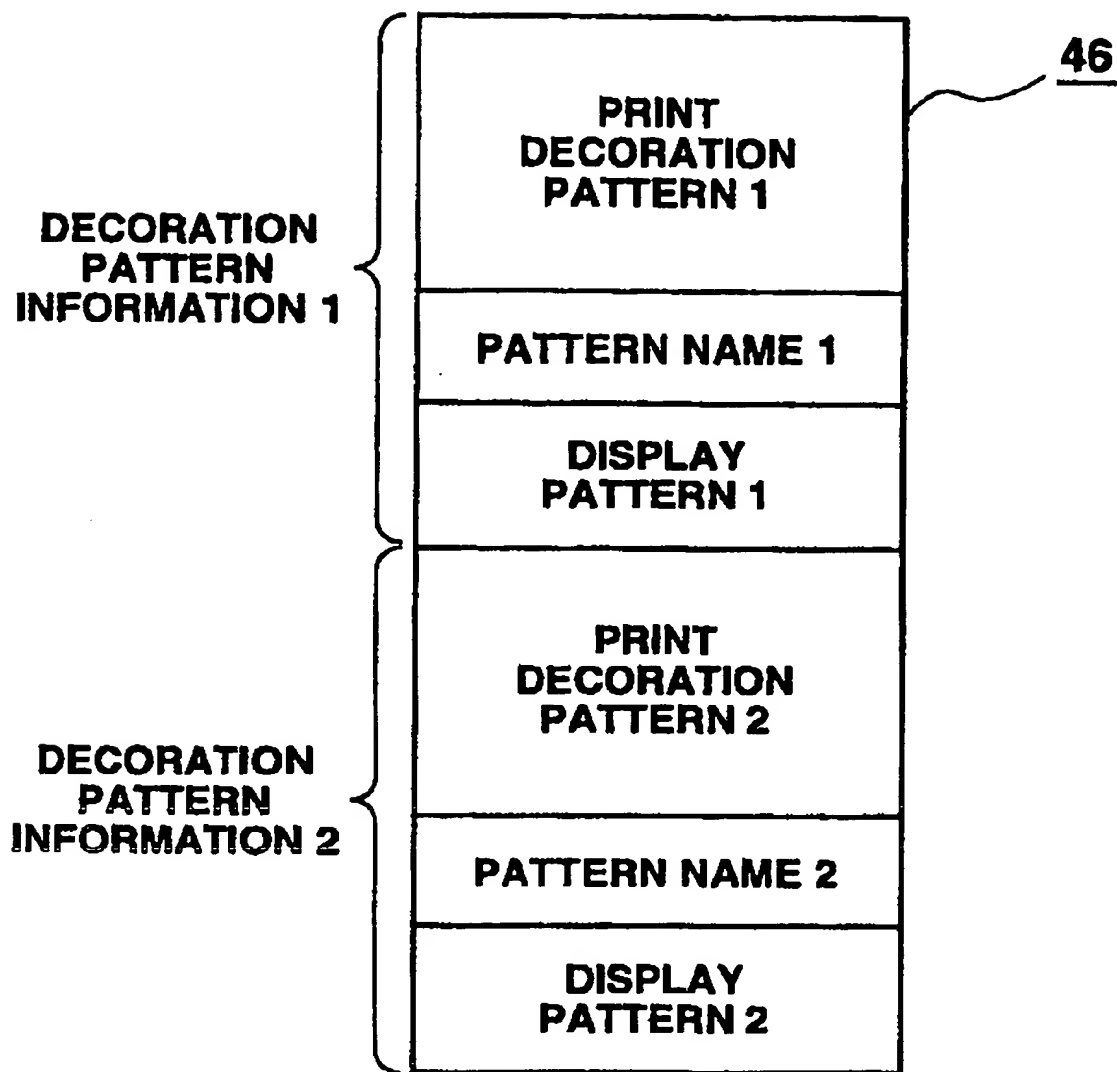 46
PRINT
DECORATION
PATTERN 1
DECORATION
PATTERN
INFORMATION 1
PATTERN NAME 1
DISPLAY
PATTERN 1
PRINT
DECORATION
PATTERN 2
DECORATION
PATTERN
INFORMATION 2
PATTERN NAME 2
DISPLAY
PATTERN 2